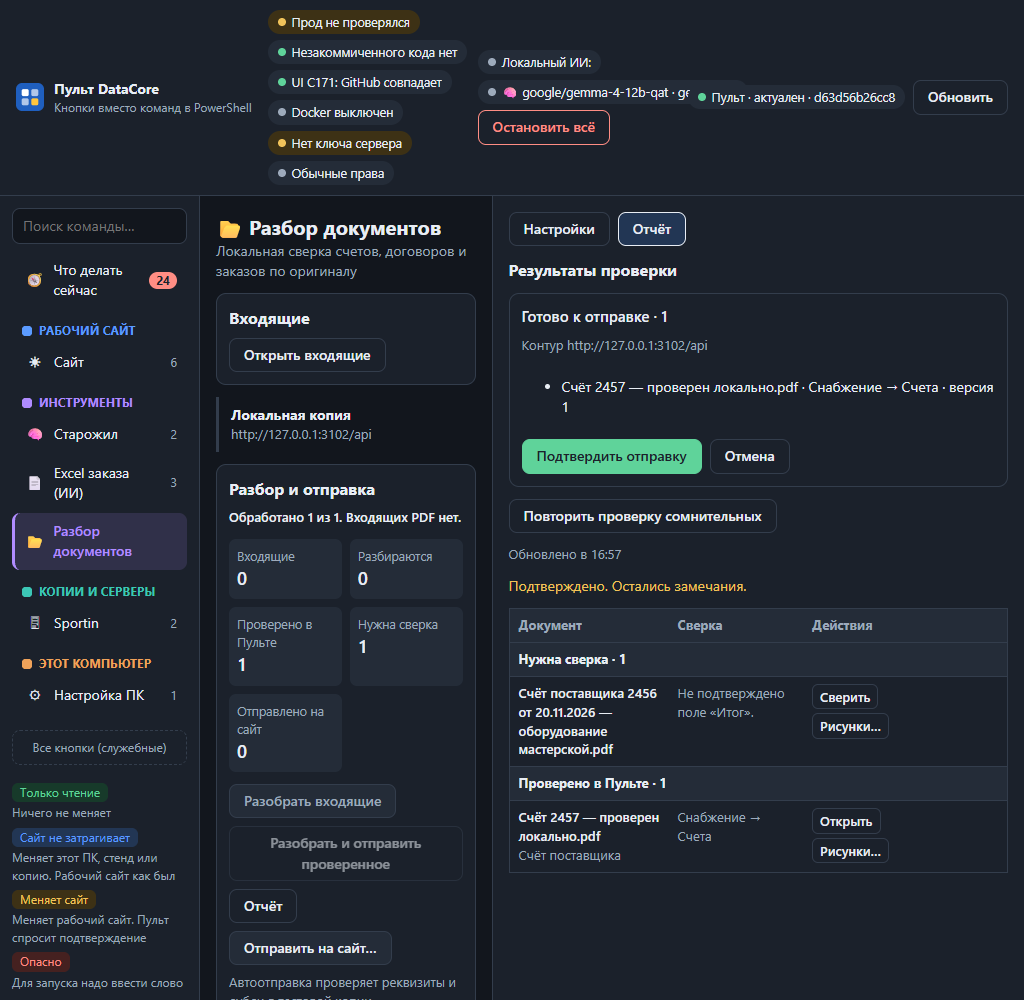 Пульт DataCore
Кнопки вместо команд в PowerShell
Прод не проверялся
Незакоммиченного кода нет
UI C171: GitHub совпадает
Docker выключен
Нет ключа сервера
Обычные права
Локальный ИИ:
google/gemma-4-12b-qat · ge
Остановить всё
Пульт · актуален · d63d56b26cc8
Обновить
Поиск команды...
Что делать
сейчас
24
РАБОЧИЙ САЙТ
Сайт 6
ИНСТРУМЕНТЫ
Старожил 2
Excel заказа
(ИИ)
3
Разбор
документов
КОПИИ И СЕРВЕРЫ
Sportin 2
ЭТОТ КОМПЬЮТЕР
Настройка ПК 1
Все кнопки (служебные)
Только чтение
Ничего не меняет
Сайт не затрагивает
Меняет этот ПК, стенд или
копию. Рабочий сайт как был
Меняет сайт
Меняет рабочий сайт. Пульт
спросит подтверждение
Опасно
Для запуска надо ввести слово
Разбор документов
Локальная сверка счетов, договоров и
заказов по оригиналу
Входящие
Открыть входящие
Локальная копия
http://127.0.0.1:3102/api
Разбор и отправка
Обработано 1 из 1. Входящих PDF нет.
Входящие
0
Разбираются
0
Проверено в
Пульте
1
Нужна сверка
1
Отправлено на
сайт
0
Разобрать входящие
Разобрать и отправить
проверенное
Отчёт
Отправить на сайт...
Автоотправка проверяет реквизиты и
Настройки
Отчёт
Результаты проверки
Готово к отправке · 1
Контур http://127.0.0.1:3102/api
• Счёт 2457 — проверен локально.pdf · Снабжение → Счета · версия
1
Подтвердить отправку
Отмена
Повторить проверку сомнительных
Обновлено в 16:57
Подтверждено. Остались замечания.
Документ Сверка Действия
Нужна сверка · 1
Счёт поставщика 2456
от 20.11.2026 —
оборудование
мастерской.pdf
Не подтверждено
поле «Итог».
Сверить
Рисунки...
Проверено в Пульте · 1
Счёт 2457 — проверен
локально.pdf
Счёт поставщика
Снабжение →
Счета
Открыть
Рисунки...